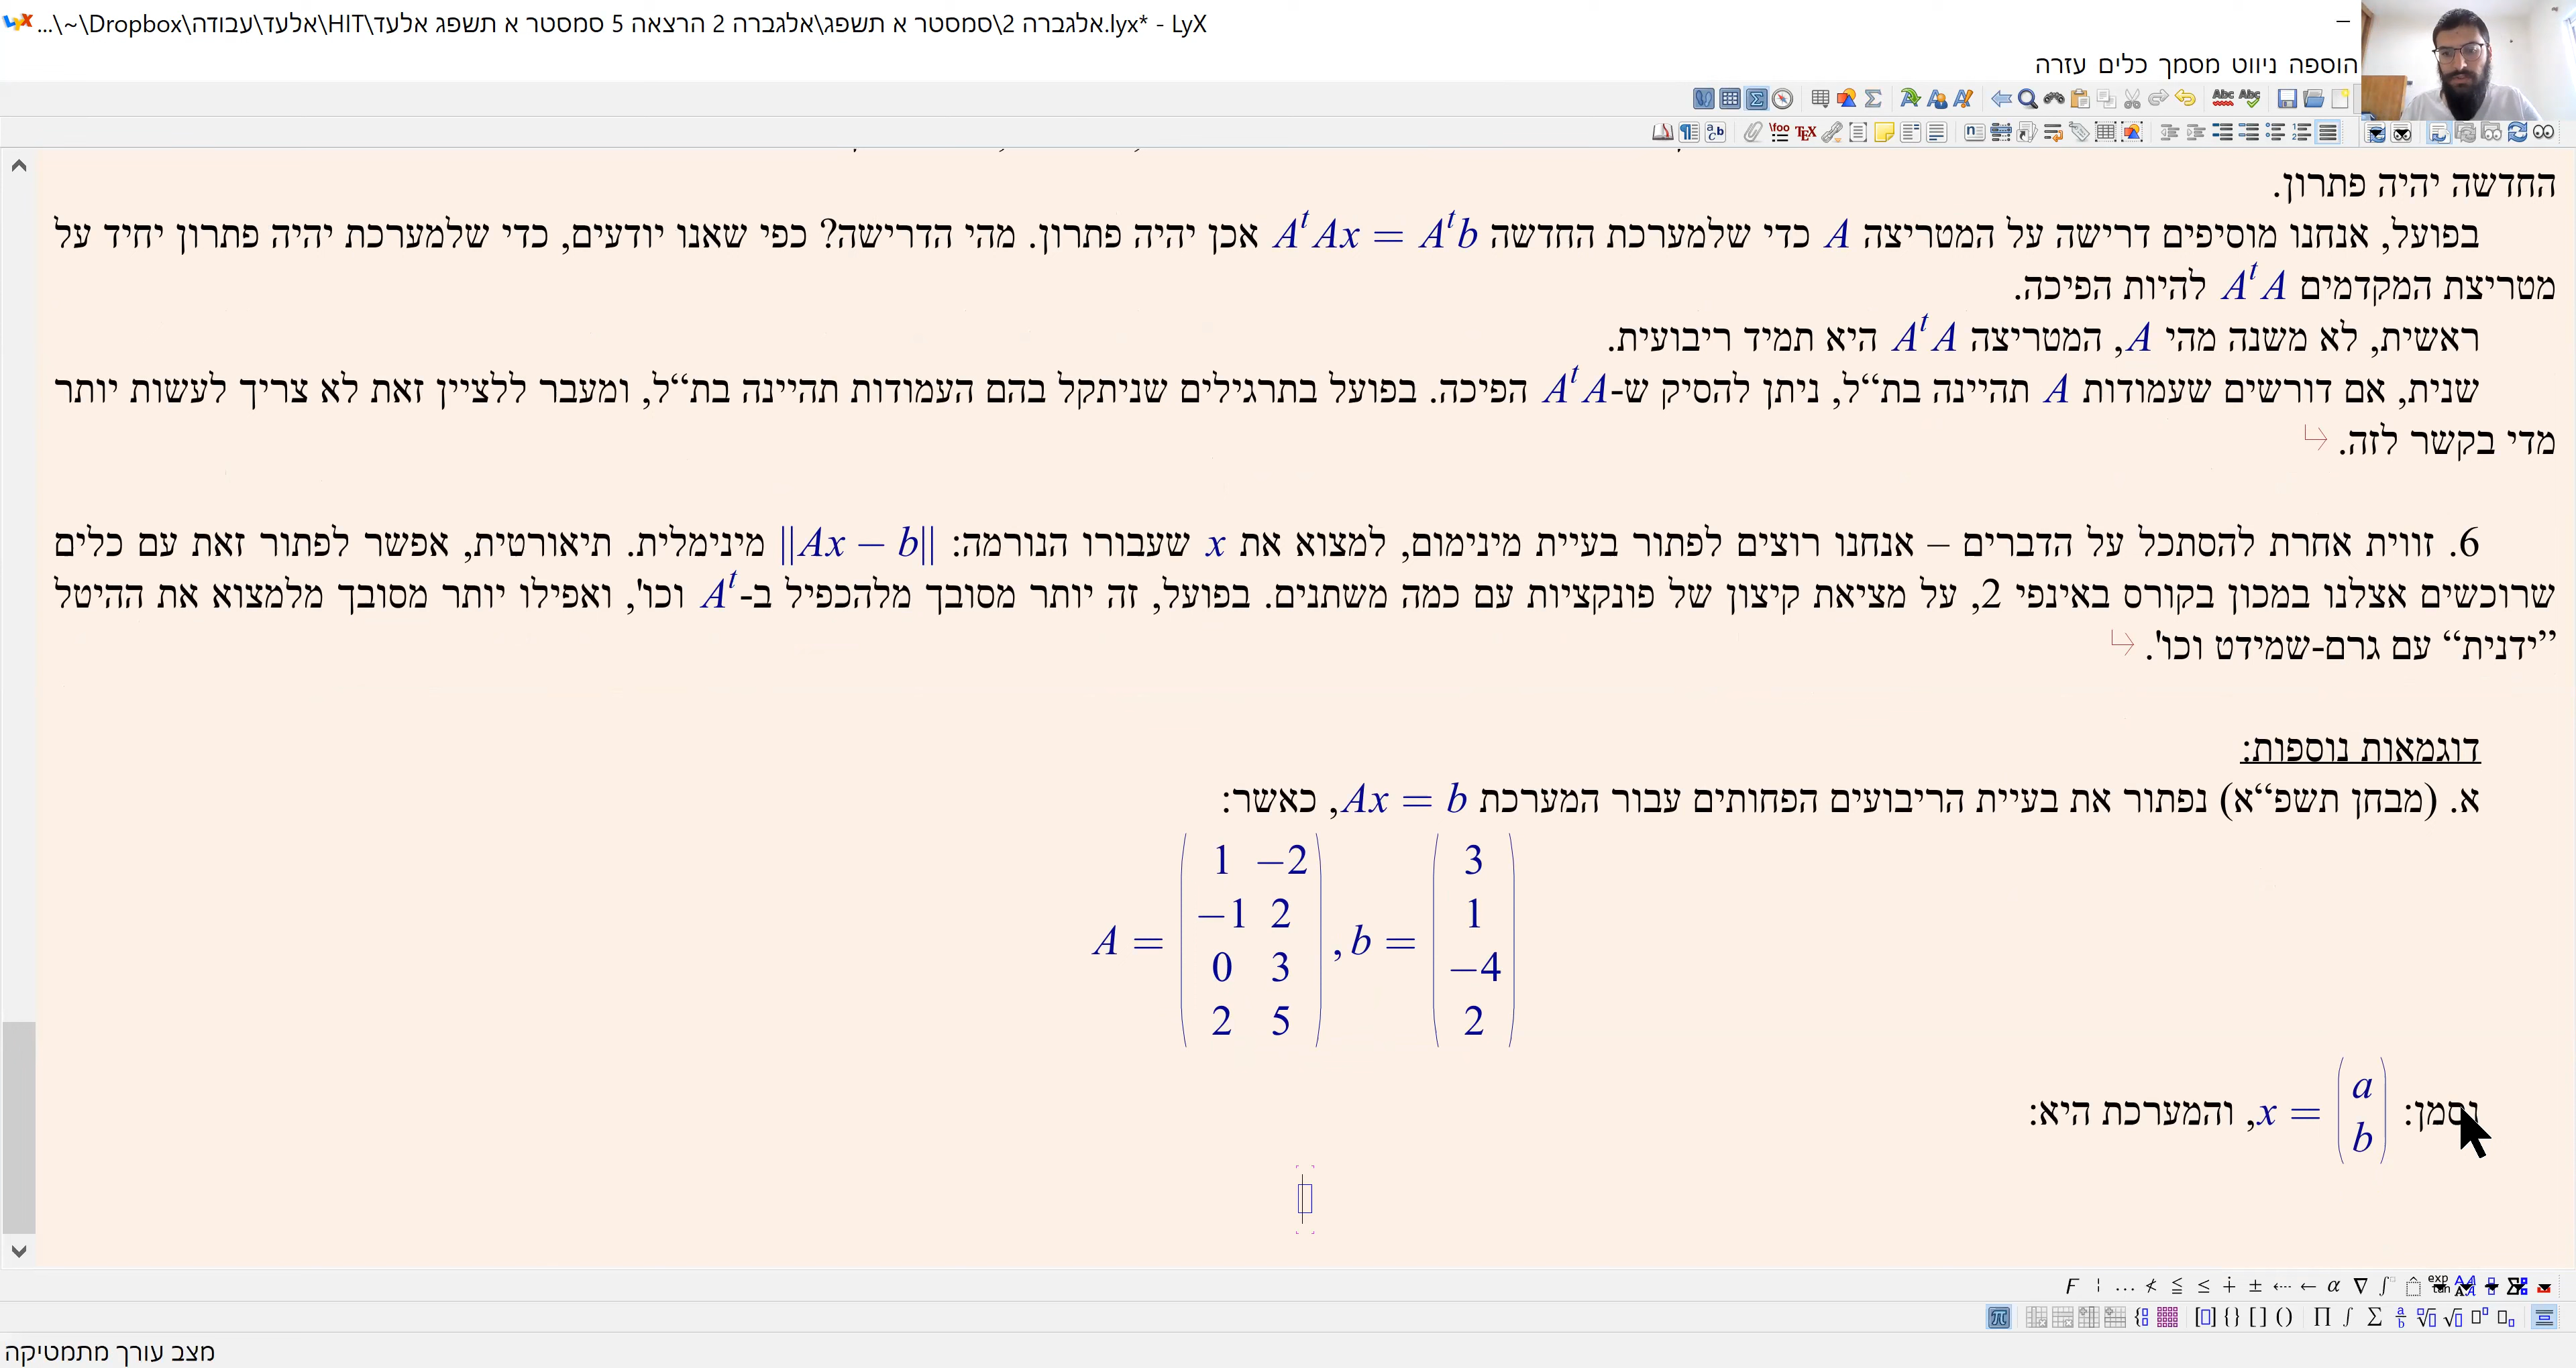 ...\~\Dropbox\אלעד\עבודה\HIT\אלגברה 2\סמסטר א תשפג\אלגברה 2 הרצאה 5 סמסטר א תשפג אלעד.lyx* - LyX
הוספה ניווט מסמך כלים עזרה
החדשה יהיה פתרון.
בפועל, אנחנו מוסיפים דרישה על המטריצה A כדי שלמערכת החדשה AᵗAx = Aᵗb אכן יהיה פתרון. מהי הדרישה? כפי שאנו יודעים, כדי שלמערכת יהיה פתרון יחיד על
מטריצת המקדמים AᵗA להיות הפיכה.
ראשית, לא משנה מהי A, המטריצה AᵗA היא תמיד ריבועית.
שנית, אם דורשים שעמודות A תהיינה בת“ל, ניתן להסיק ש-AᵗA הפיכה. בפועל בתרגילים שניתקל בהם העמודות תהיינה בת“ל, ומעבר ללציין זאת לא צריך לעשות יותר
מדי בקשר לזה.
6. זווית אחרת להסתכל על הדברים – אנחנו רוצים לפתור בעיית מינימום, למצוא את x שעבורו הנורמה: ||Ax − b|| מינימלית. תיאורטית, אפשר לפתור זאת עם כלים
שרוכשים אצלנו במכון בקורס באינפי 2, על מציאת קיצון של פונקציות עם כמה משתנים. בפועל, זה יותר מסובך מלהכפיל ב-Aᵗ וכו', ואפילו יותר מסובך מלמצוא את ההיטל
”ידנית“ עם גרם-שמידט וכו'.
דוגמאות נוספות:
א. (מבחן תשפ“א) נפתור את בעיית הריבועים הפחותים עבור המערכת Ax = b, כאשר:
A = ( 1 −2 −1 2 0 3 2 5 ), b = ( 3 1 −4 2 )
נסמן: x = ( a b ), והמערכת היא:
מצב עורך מתמטיקה